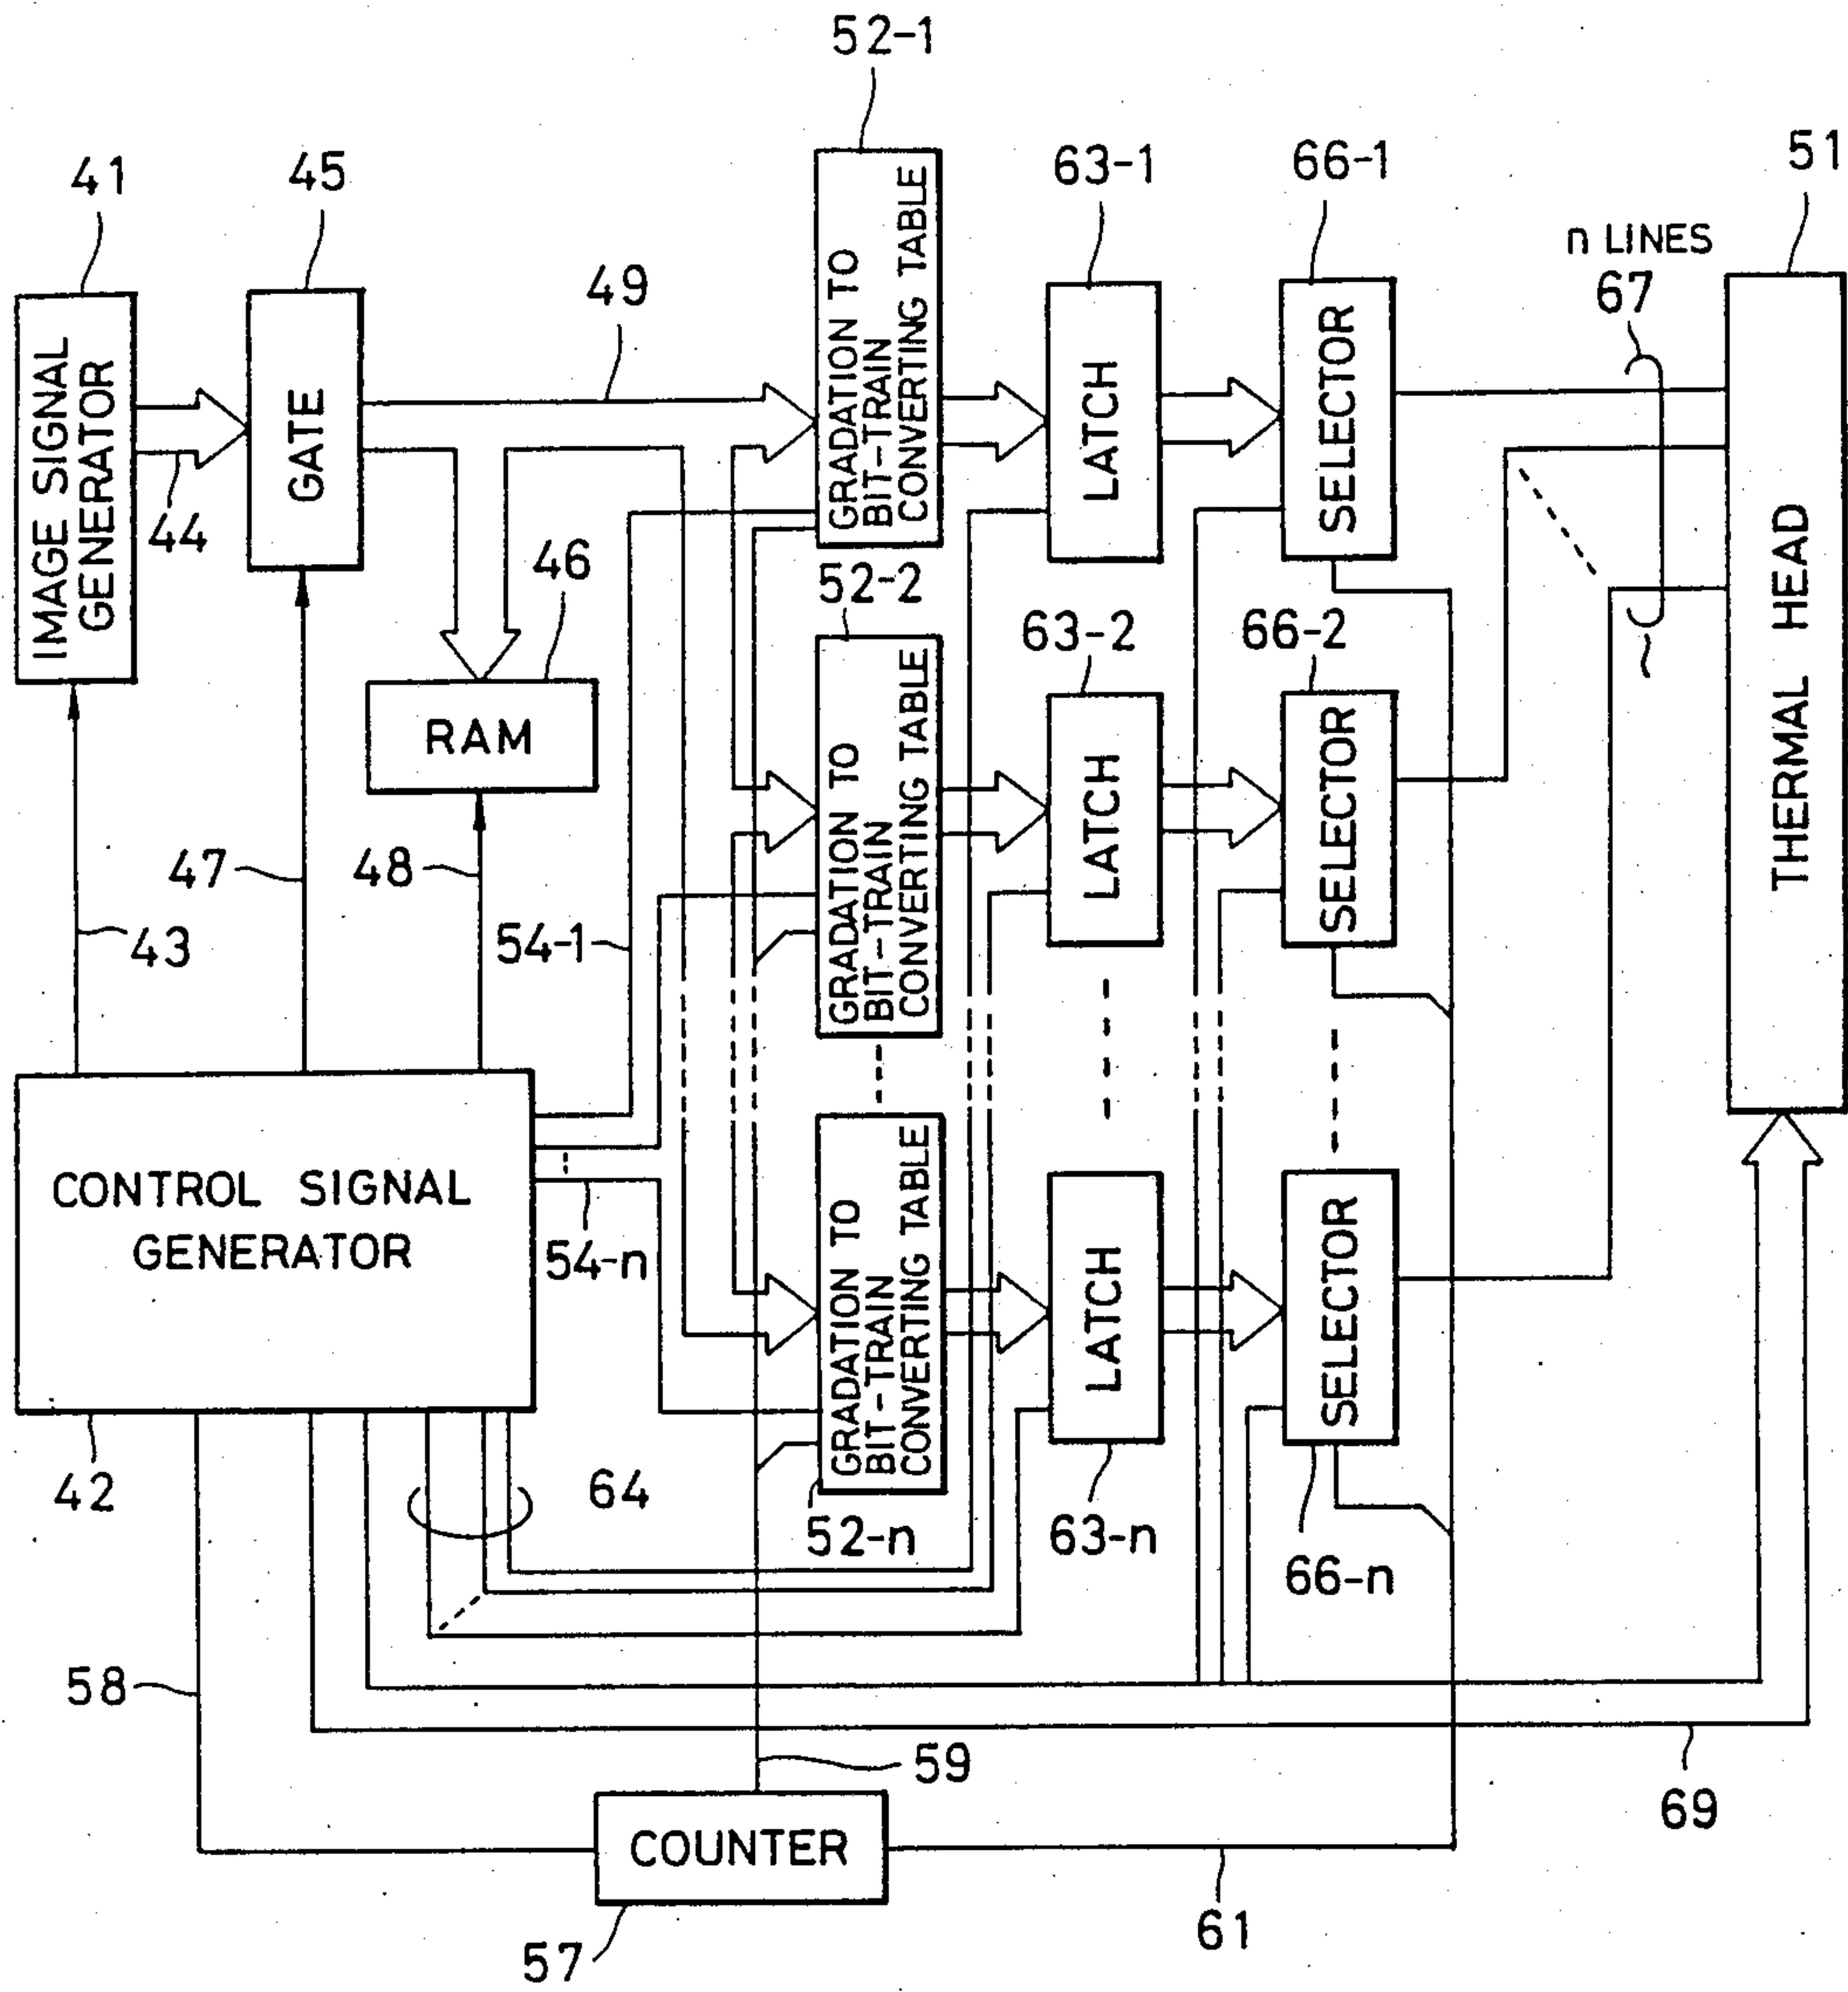 52-1
41
45
63-1
66-1
51
n LINES
67
49
IMAGE SIGNAL
GENERATOR
GATE
GRADATION TO
BIT-TRAIN
CONVERTING TABLE
LATCH
SELECTOR
THERMAL HEAD
44
46
52-2
63-2
66-2
RAM
GRADATION TO
BIT-TRAIN
CONVERTING TABLE
LATCH
SELECTOR
47
48
43
54-1
CONTROL SIGNAL
GENERATOR
54-n
GRADATION TO
BIT-TRAIN
CONVERTING TABLE
LATCH
SELECTOR
42
64
52-n
63-n
66-n
58
59
69
COUNTER
61
57